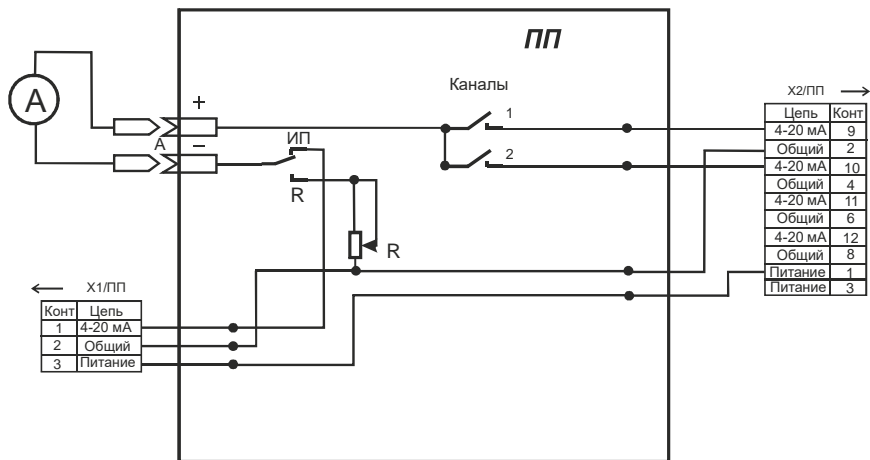 ПП
Каналы
A
+
A
−
ИП
R
R
1
2
X2/ПП
Цепь Конт
4-20 мА 9
Общий 2
4-20 мА 10
Общий 4
4-20 мА 11
Общий 6
4-20 мА 12
Общий 8
Питание 1
Питание 3
X1/ПП
Конт Цепь
1 4-20 мА
2 Общий
3 Питание